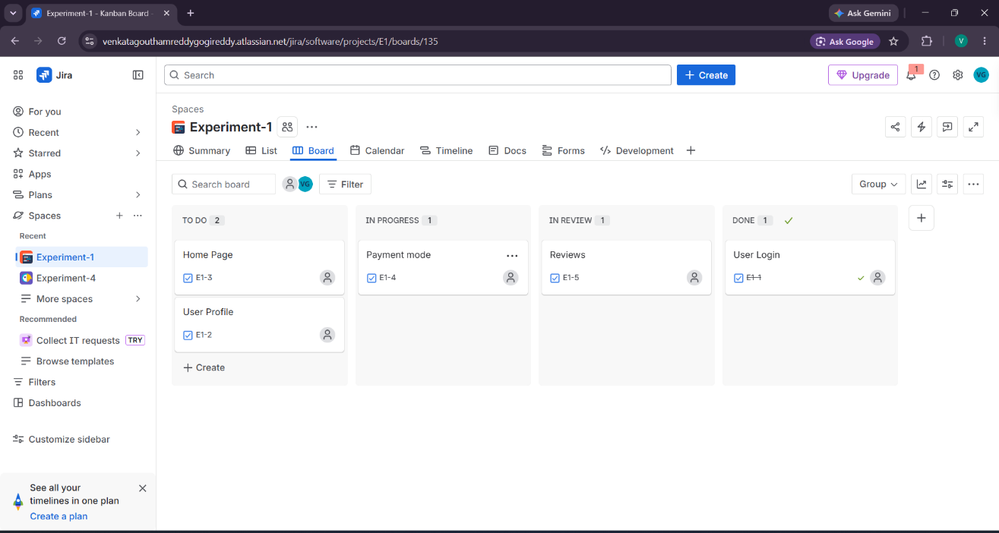 Experiment-1 - Kanban Board -
Ask Gemini
venkatagouthamreddygogireddy.atlassian.net/jira/software/projects/E1/boards/135
Ask Google
V
Jira
Search
Create
Upgrade
1
VG
For you
Recent
Starred
Apps
Plans
Spaces
Recent
Experiment-1
Experiment-4
More spaces
Recommended
Collect IT requests TRY
Browse templates
Filters
Dashboards
Customize sidebar
See all your
timelines in one plan
Create a plan
Spaces
Experiment-1
Summary List Board Calendar Timeline Docs Forms Development
Search board
VG
Filter
Group
TO DO 2
Home Page
E1-3
User Profile
E1-2
Create
IN PROGRESS 1
Payment mode
E1-4
IN REVIEW 1
Reviews
E1-5
DONE 1
User Login
E1-1